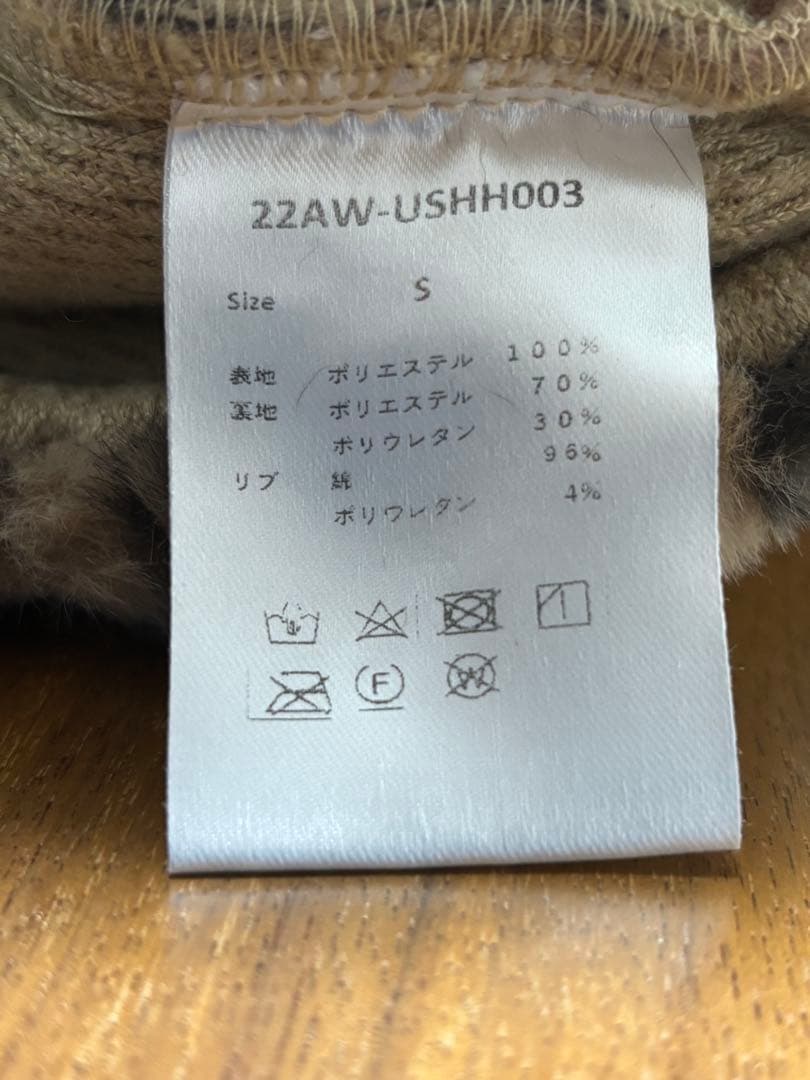 22AW-USHH003
Size S
表地 ポリエステル 100%
裏地 ポリエステル 70%
ポリウレタン 30%
リブ 綿 96%
ポリウレタン 4%
F
W